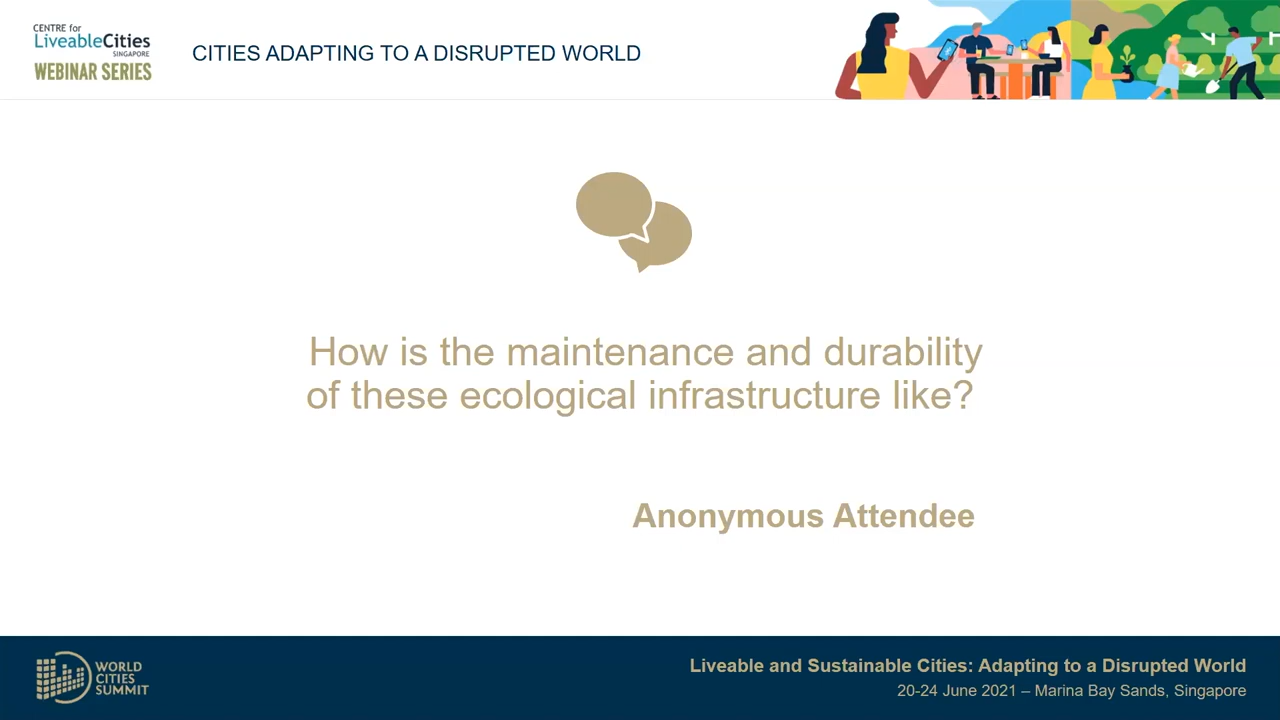 CENTRE for
LiveableCities
SINGAPORE
WEBINAR SERIES
CITIES ADAPTING TO A DISRUPTED WORLD
How is the maintenance and durability
of these ecological infrastructure like?
Anonymous Attendee
WORLD
CITIES
SUMMIT
Liveable and Sustainable Cities: Adapting to a Disrupted World
20-24 June 2021 – Marina Bay Sands, Singapore